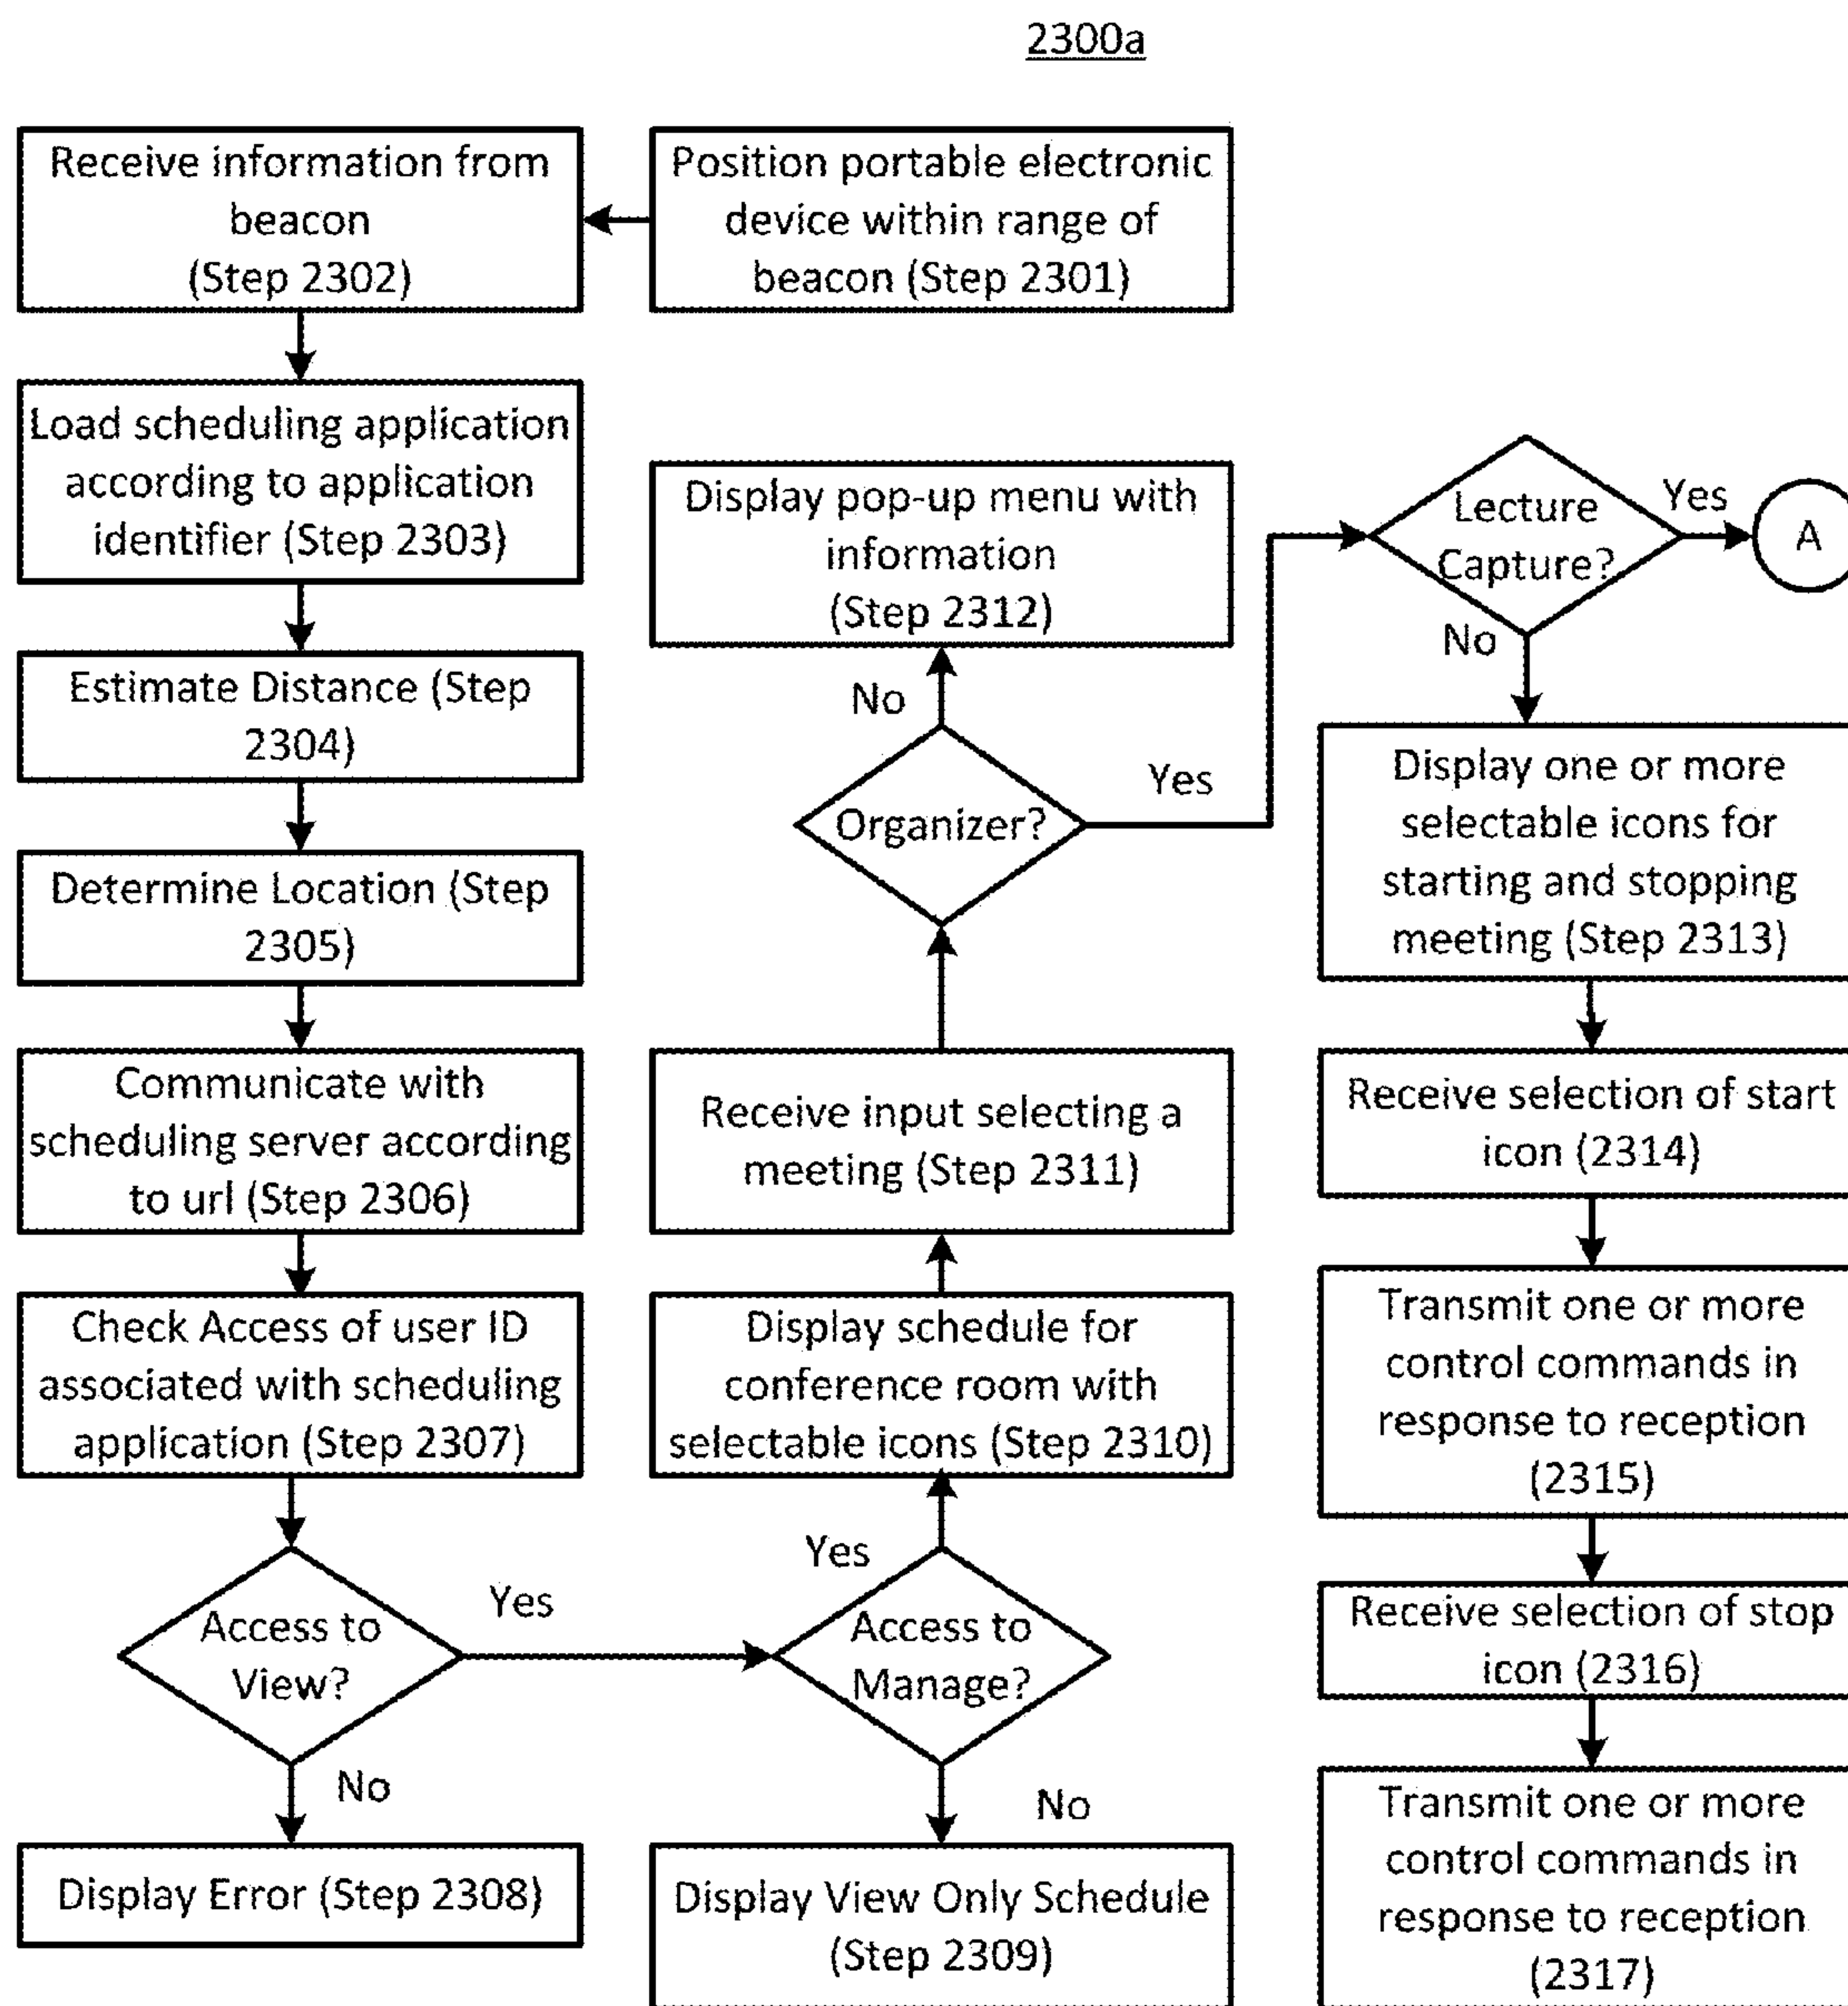 2300a
Position portable electronic
device within range of
beacon (Step 2301)
Receive information from
beacon
(Step 2302)
Load scheduling application
according to application
identifier (Step 2303)
Estimate Distance (Step
2304)
Determine Location (Step
2305)
Communicate with
scheduling server according
to url (Step 2306)
Check Access of user ID
associated with scheduling
application (Step 2307)
Access to
View?
No
Display Error (Step 2308)
Yes
Access to
Manage?
No
Display View Only Schedule
(Step 2309)
Yes
Display schedule for
conference room with
selectable icons (Step 2310)
Receive input selecting a
meeting (Step 2311)
Organizer?
No
Display pop-up menu with
information
(Step 2312)
Yes
Lecture
Capture?
Yes
A
No
Display one or more
selectable icons for
starting and stopping
meeting (Step 2313)
Receive selection of start
icon (2314)
Transmit one or more
control commands in
response to reception
(2315)
Receive selection of stop
icon (2316)
Transmit one or more
control commands in
response to reception
(2317)